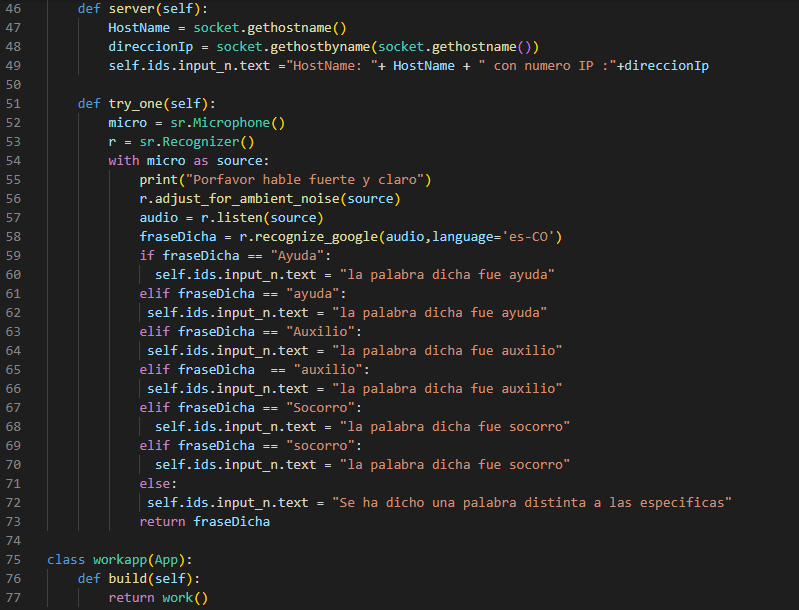 46 def server(self):
47 HostName = socket.gethostname()
48 direccionIp = socket.gethostbyname(socket.gethostname())
49 self.ids.input_n.text ="HostName: "+ HostName + " con numero IP :"+direccionIp
50
51 def try_one(self):
52 micro = sr.Microphone()
53 r = sr.Recognizer()
54 with micro as source:
55 print("Porfavor hable fuerte y claro")
56 r.adjust_for_ambient_noise(source)
57 audio = r.listen(source)
58 fraseDicha = r.recognize_google(audio,language='es-CO')
59 if fraseDicha == "Ayuda":
60 self.ids.input_n.text = "la palabra dicha fue ayuda"
61 elif fraseDicha == "ayuda":
62 self.ids.input_n.text = "la palabra dicha fue ayuda"
63 elif fraseDicha == "Auxilio":
64 self.ids.input_n.text = "la palabra dicha fue auxilio"
65 elif fraseDicha  == "auxilio":
66 self.ids.input_n.text = "la palabra dicha fue auxilio"
67 elif fraseDicha == "Socorro":
68 self.ids.input_n.text = "la palabra dicha fue socorro"
69 elif fraseDicha == "socorro":
70 self.ids.input_n.text = "la palabra dicha fue socorro"
71 else:
72 self.ids.input_n.text = "Se ha dicho una palabra distinta a las especificas"
73 return fraseDicha
74
75 class workapp(App):
76 def build(self):
77 return work()